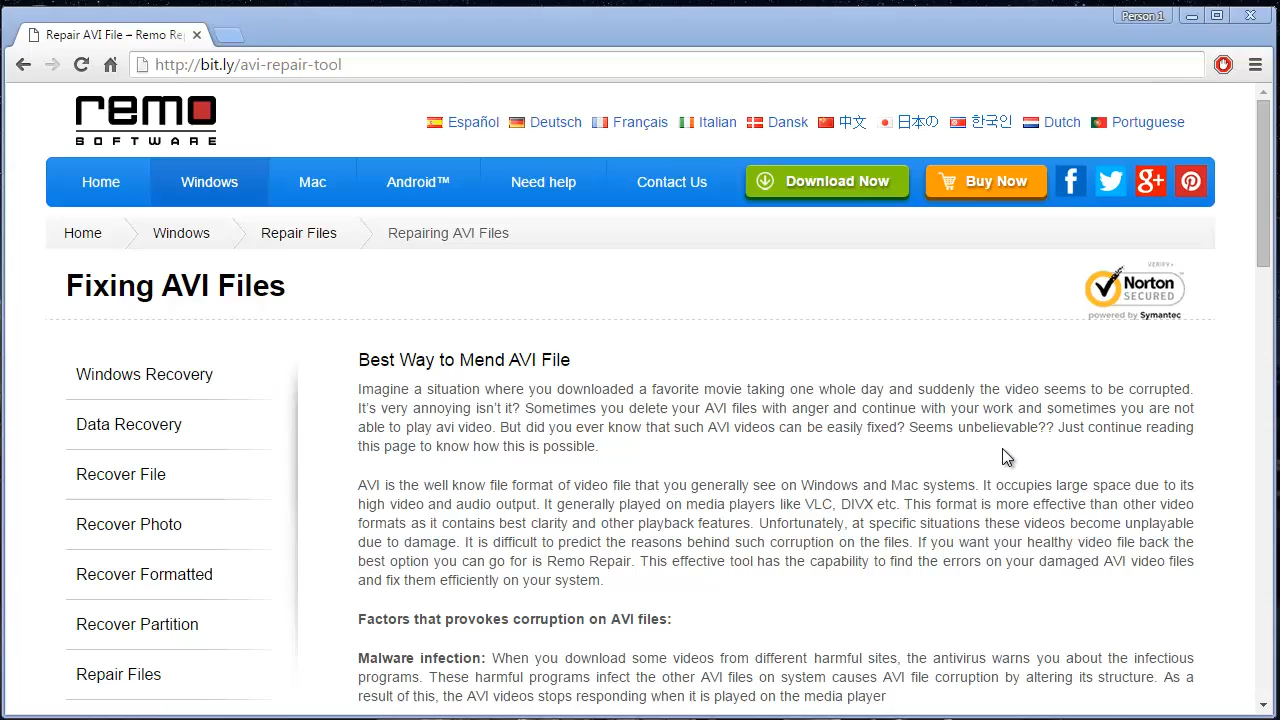 Person 1
Repair AVI File – Remo Re
http://bit.ly/avi-repair-tool
remo
SOFTWARE
Español Deutsch Français Italian Dansk 中文 日本の 한국인 Dutch Portuguese
Home Windows Mac Android™ Need help Contact Us Download Now Buy Now f g+
Home Windows Repair Files Repairing AVI Files
Fixing AVI Files
VERIFY
Norton
SECURED
powered by Symantec
Windows Recovery
Data Recovery
Recover File
Recover Photo
Recover Formatted
Recover Partition
Repair Files
Best Way to Mend AVI File
Imagine a situation where you downloaded a favorite movie taking one whole day and suddenly the video seems to be corrupted.
It’s very annoying isn’t it? Sometimes you delete your AVI files with anger and continue with your work and sometimes you are not
able to play avi video. But did you ever know that such AVI videos can be easily fixed? Seems unbelievable?? Just continue reading
this page to know how this is possible.
AVI is the well know file format of video file that you generally see on Windows and Mac systems. It occupies large space due to its
high video and audio output. It generally played on media players like VLC, DIVX etc. This format is more effective than other video
formats as it contains best clarity and other playback features. Unfortunately, at specific situations these videos become unplayable
due to damage. It is difficult to predict the reasons behind such corruption on the files. If you want your healthy video file back the
best option you can go for is Remo Repair. This effective tool has the capability to find the errors on your damaged AVI video files
and fix them efficiently on your system.
Factors that provokes corruption on AVI files:
Malware infection: When you download some videos from different harmful sites, the antivirus warns you about the infectious
programs. These harmful programs infect the other AVI files on system causes AVI file corruption by altering its structure. As a
result of this, the AVI videos stops responding when it is played on the media player